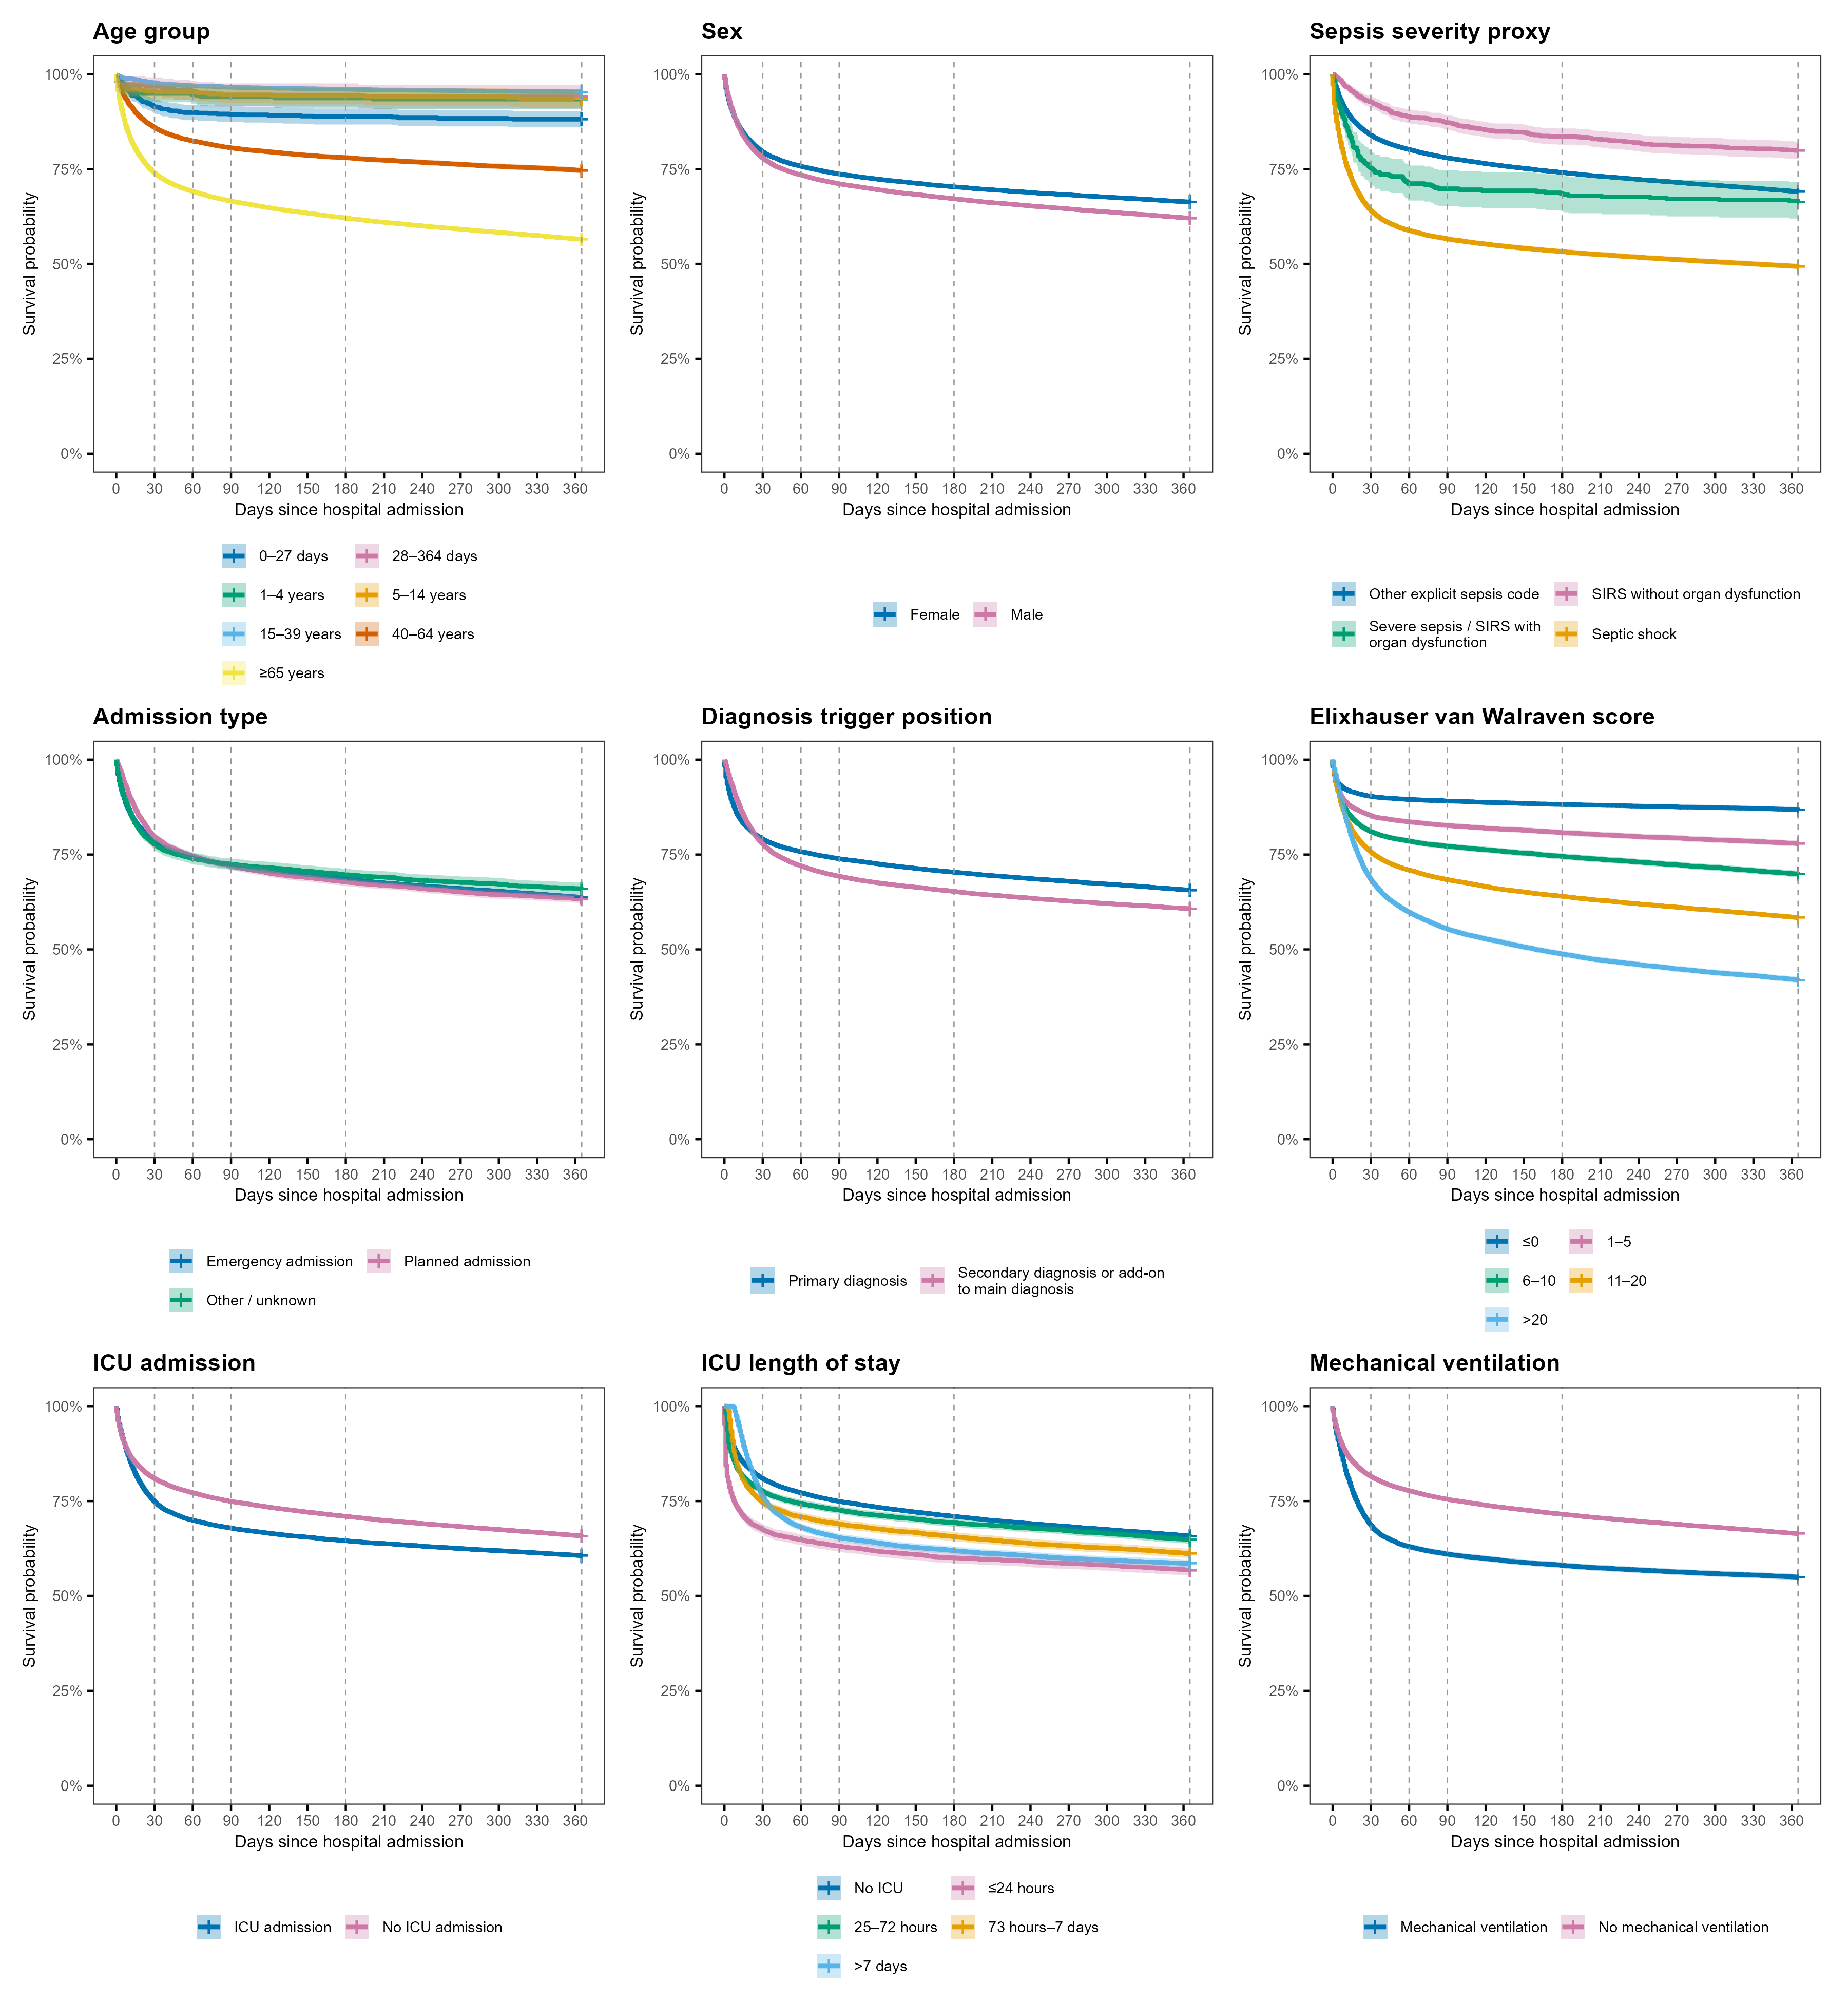 Age group
Sex
Sepsis severity proxy
Survival probability
100%
75%
50%
25%
0%
0 30 60 90 120 150 180 210 240 270 300 330 360
Days since hospital admission
Survival probability
100%
75%
50%
25%
0%
0 30 60 90 120 150 180 210 240 270 300 330 360
Days since hospital admission
Survival probability
100%
75%
50%
25%
0%
0 30 60 90 120 150 180 210 240 270 300 330 360
Days since hospital admission
0–27 days 28–364 days
1–4 years 5–14 years
15–39 years 40–64 years
≥65 years
Female Male
Other explicit sepsis code SIRS without organ dysfunction
Severe sepsis / SIRS with
organ dysfunction
Septic shock
Admission type
Diagnosis trigger position
Elixhauser van Walraven score
Survival probability
100%
75%
50%
25%
0%
0 30 60 90 120 150 180 210 240 270 300 330 360
Days since hospital admission
Survival probability
100%
75%
50%
25%
0%
0 30 60 90 120 150 180 210 240 270 300 330 360
Days since hospital admission
Survival probability
100%
75%
50%
25%
0%
0 30 60 90 120 150 180 210 240 270 300 330 360
Days since hospital admission
Emergency admission Planned admission
Other / unknown
Primary diagnosis
Secondary diagnosis or add-on
to main diagnosis
≤0 1–5
6–10 11–20
>20
ICU admission
ICU length of stay
Mechanical ventilation
Survival probability
100%
75%
50%
25%
0%
0 30 60 90 120 150 180 210 240 270 300 330 360
Days since hospital admission
Survival probability
100%
75%
50%
25%
0%
0 30 60 90 120 150 180 210 240 270 300 330 360
Days since hospital admission
Survival probability
100%
75%
50%
25%
0%
0 30 60 90 120 150 180 210 240 270 300 330 360
Days since hospital admission
ICU admission No ICU admission
No ICU ≤24 hours
25–72 hours 73 hours–7 days
>7 days
Mechanical ventilation No mechanical ventilation